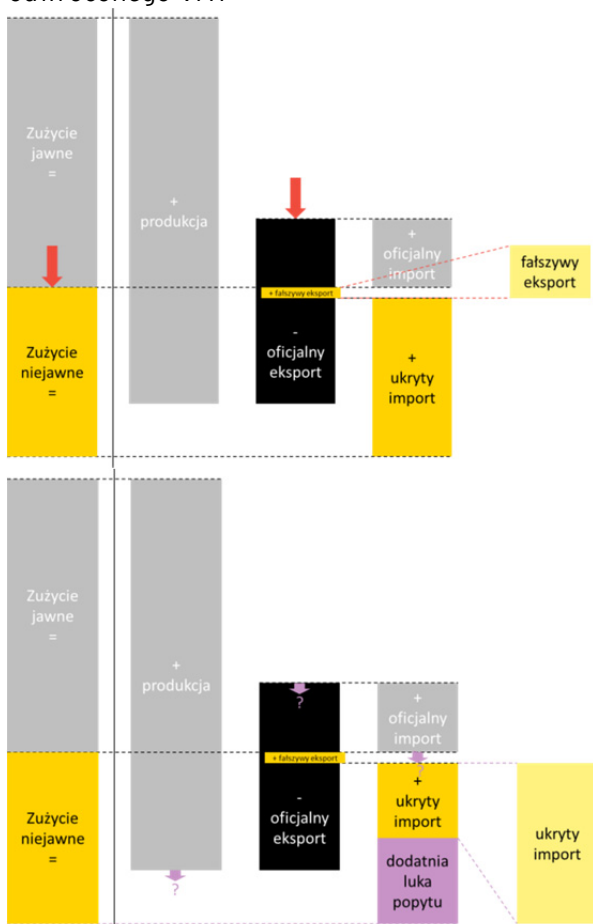 Zużycie
jawne
=
+
produkcja
+
oficjalny
import
fałszywy
eksport
+ fałszywy eksport
-
oficjalny
eksport
Zużycie
niejawne
=
+
ukryty
import
Zużycie
jawne
=
+
produkcja
?
+
oficjalny
import
+ fałszywy eksport
?
-
oficjalny
eksport
+
ukryty
import
Zużycie
niejawne
=
dodatnia
luka
popytu
ukryty
import
?